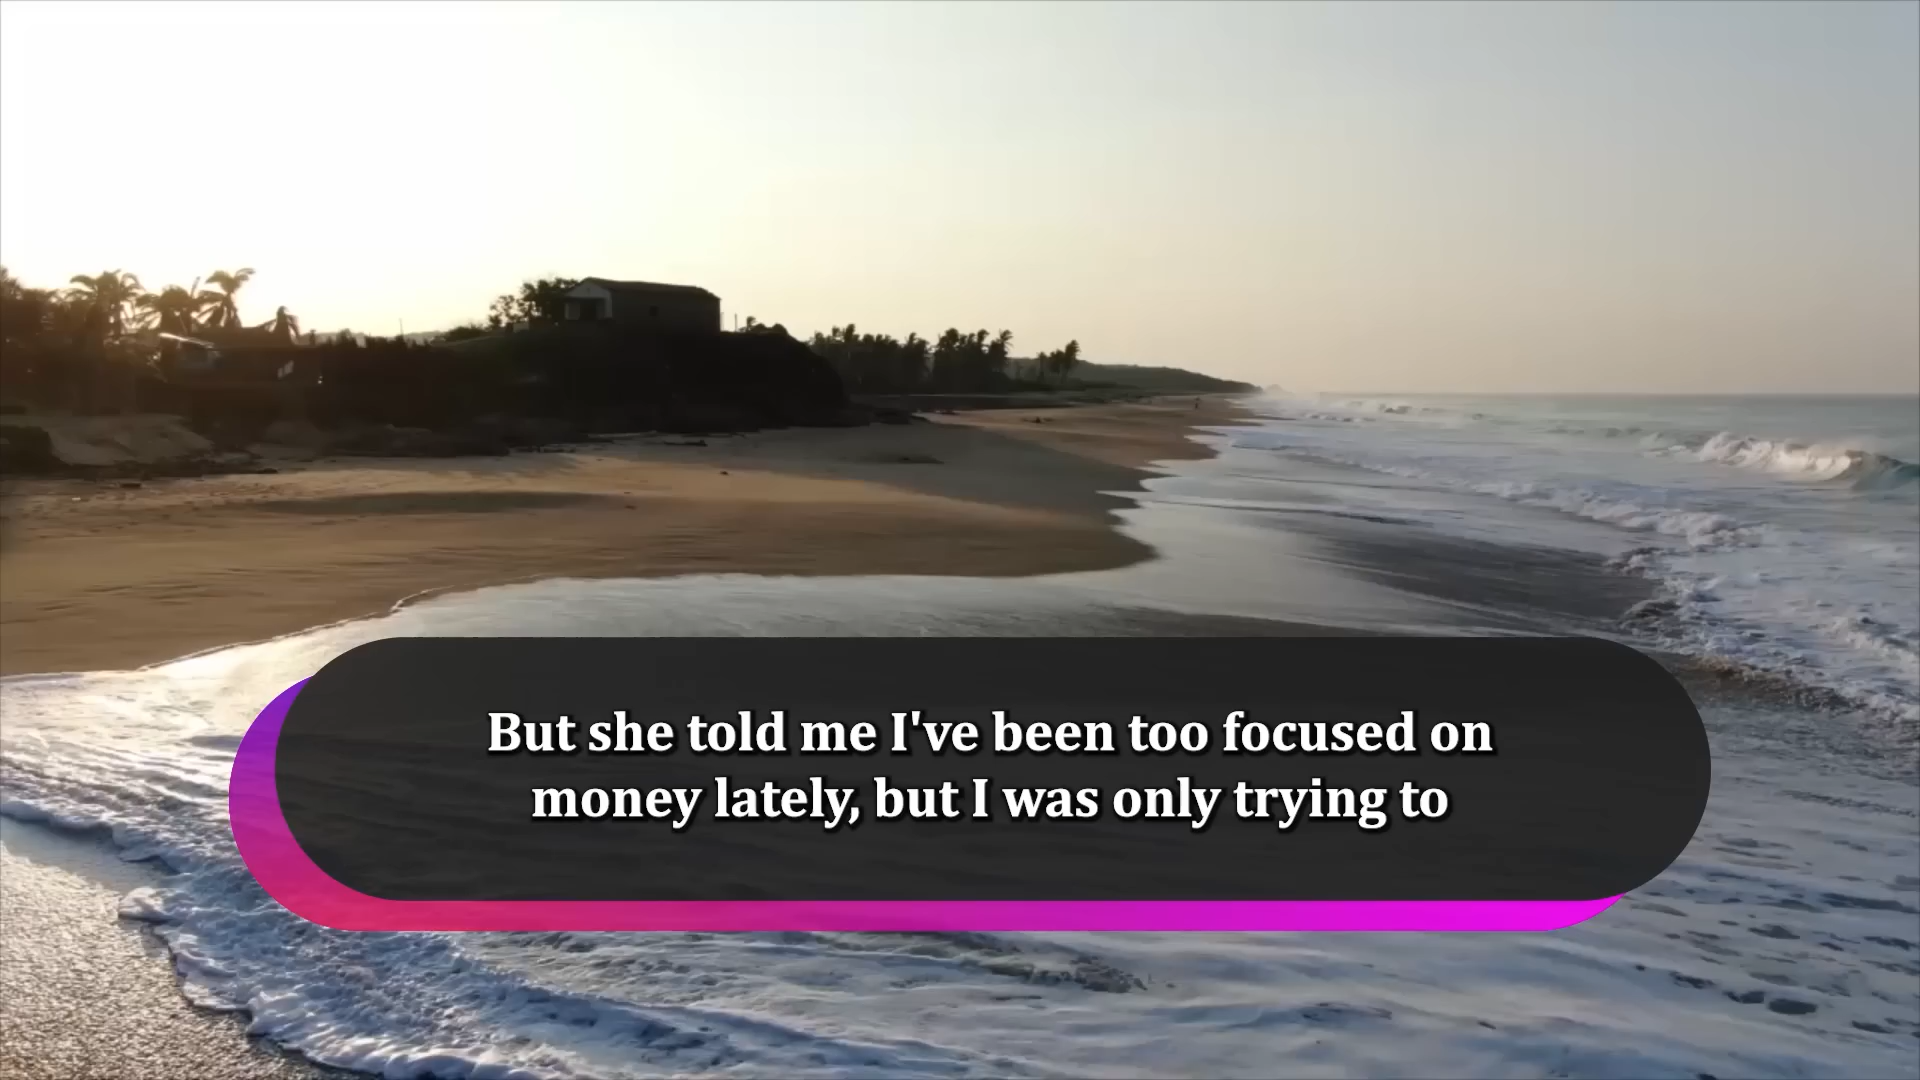 But she told me I've been too focused on
money lately, but I was only trying to